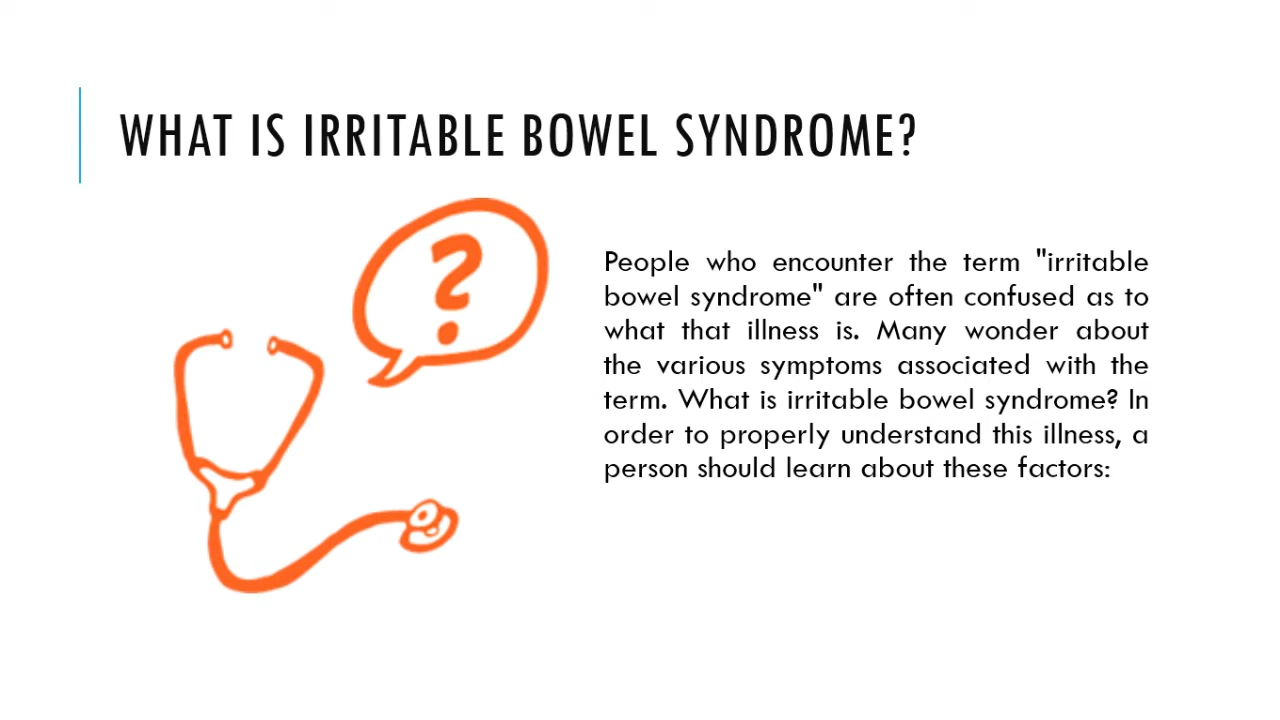 WHAT IS IRRITABLE BOWEL SYNDROME?
?
People who encounter the term "irritable
bowel syndrome" are often confused as to
what that illness is. Many wonder about
the various symptoms associated with the
term. What is irritable bowel syndrome? In
order to properly understand this illness, a
person should learn about these factors: